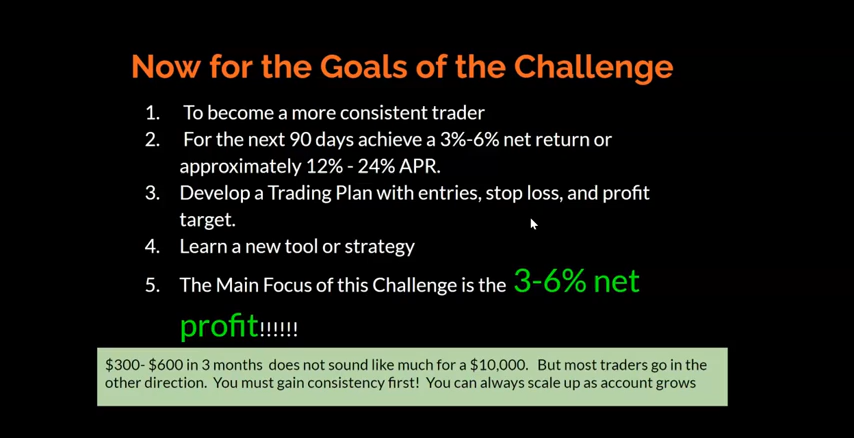 Now for the Goals of the Challenge
1. To become a more consistent trader
2. For the next 90 days achieve a 3%-6% net return or
approximately 12% - 24% APR.
3. Develop a Trading Plan with entries, stop loss, and profit
target.
4. Learn a new tool or strategy
5. The Main Focus of this Challenge is the 3-6% net
profit!!!!!!
$300- $600 in 3 months does not sound like much for a $10,000. But most traders go in the
other direction. You must gain consistency first! You can always scale up as account grows